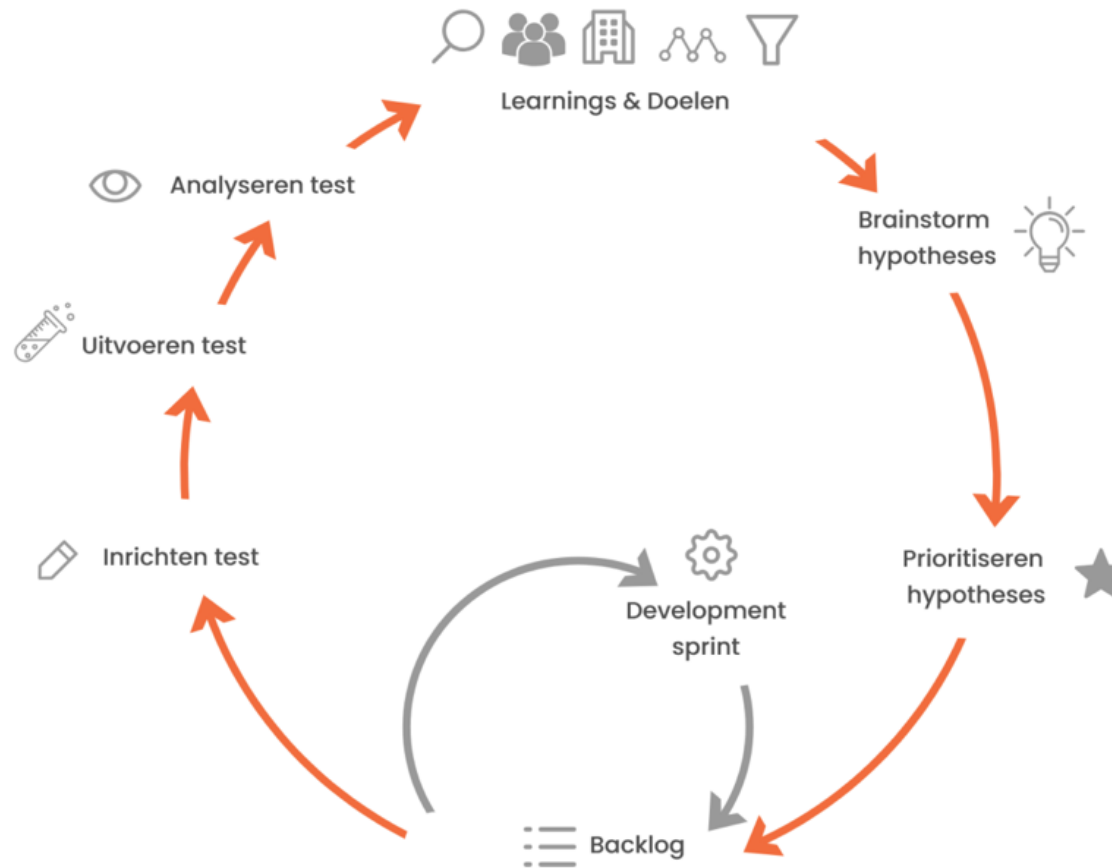 Learnings & Doelen
Brainstorm
hypotheses
Prioritiseren
hypotheses
Backlog
Development
sprint
Inrichten test
Uitvoeren test
Analyseren test